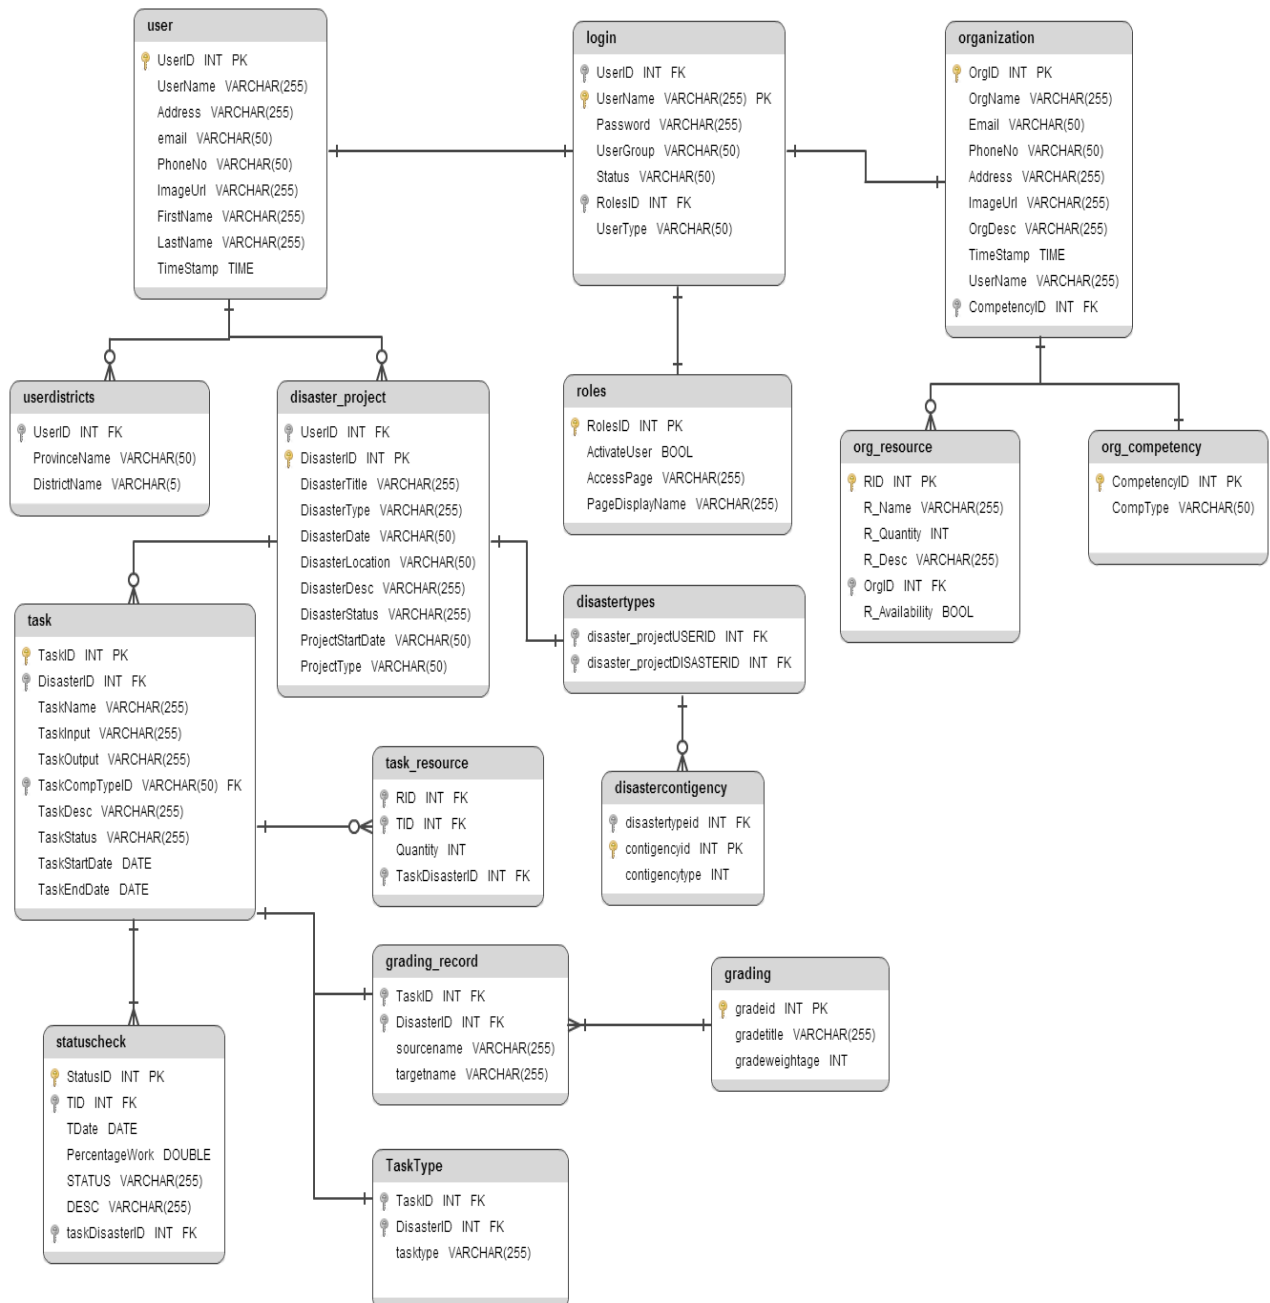 user
UserID INT PK
UserName VARCHAR(255)
Address VARCHAR(255)
email VARCHAR(50)
PhoneNo VARCHAR(50)
ImageUrl VARCHAR(255)
FirstName VARCHAR(255)
LastName VARCHAR(255)
TimeStamp TIME
login
UserID INT FK
UserName VARCHAR(255) PK
Password VARCHAR(255)
UserGroup VARCHAR(50)
Status VARCHAR(50)
RolesID INT FK
UserType VARCHAR(50)
organization
OrgID INT PK
OrgName VARCHAR(255)
Email VARCHAR(50)
PhoneNo VARCHAR(50)
Address VARCHAR(255)
ImageUrl VARCHAR(255)
OrgDesc VARCHAR(255)
TimeStamp TIME
UserName VARCHAR(255)
CompetencyID INT FK
userdistricts
UserID INT FK
ProvinceName VARCHAR(50)
DistrictName VARCHAR(5)
disaster_project
UserID INT FK
DisasterID INT PK
DisasterTitle VARCHAR(255)
DisasterType VARCHAR(255)
DisasterDate VARCHAR(50)
DisasterLocation VARCHAR(50)
DisasterDesc VARCHAR(255)
DisasterStatus VARCHAR(255)
ProjectStartDate VARCHAR(50)
ProjectType VARCHAR(50)
roles
RolesID INT PK
ActivateUser BOOL
AccessPage VARCHAR(255)
PageDisplayName VARCHAR(255)
org_resource
RID INT PK
R_Name VARCHAR(255)
R_Quantity INT
R_Desc VARCHAR(255)
OrgID INT FK
R_Availability BOOL
org_competency
CompetencyID INT PK
CompType VARCHAR(50)
task
TaskID INT PK
DisasterID INT FK
TaskName VARCHAR(255)
TaskInput VARCHAR(255)
TaskOutput VARCHAR(255)
TaskCompTypeID VARCHAR(50) FK
TaskDesc VARCHAR(255)
TaskStatus VARCHAR(255)
TaskStartDate DATE
TaskEndDate DATE
disastertypes
disaster_projectUSERID INT FK
disaster_projectDISASTERID INT FK
task_resource
RID INT FK
TID INT FK
Quantity INT
TaskDisasterID INT FK
disastercontigency
disastertypeid INT FK
contigencyid INT PK
contigencytype INT
grading_record
TaskID INT FK
DisasterID INT FK
sourcename VARCHAR(255)
targetname VARCHAR(255)
grading
gradeid INT PK
gradetitle VARCHAR(255)
gradeweightage INT
statuscheck
StatusID INT PK
TID INT FK
TDate DATE
PercentageWork DOUBLE
STATUS VARCHAR(255)
DESC VARCHAR(255)
taskDisasterID INT FK
TaskType
TaskID INT FK
DisasterID INT FK
tasktype VARCHAR(255)